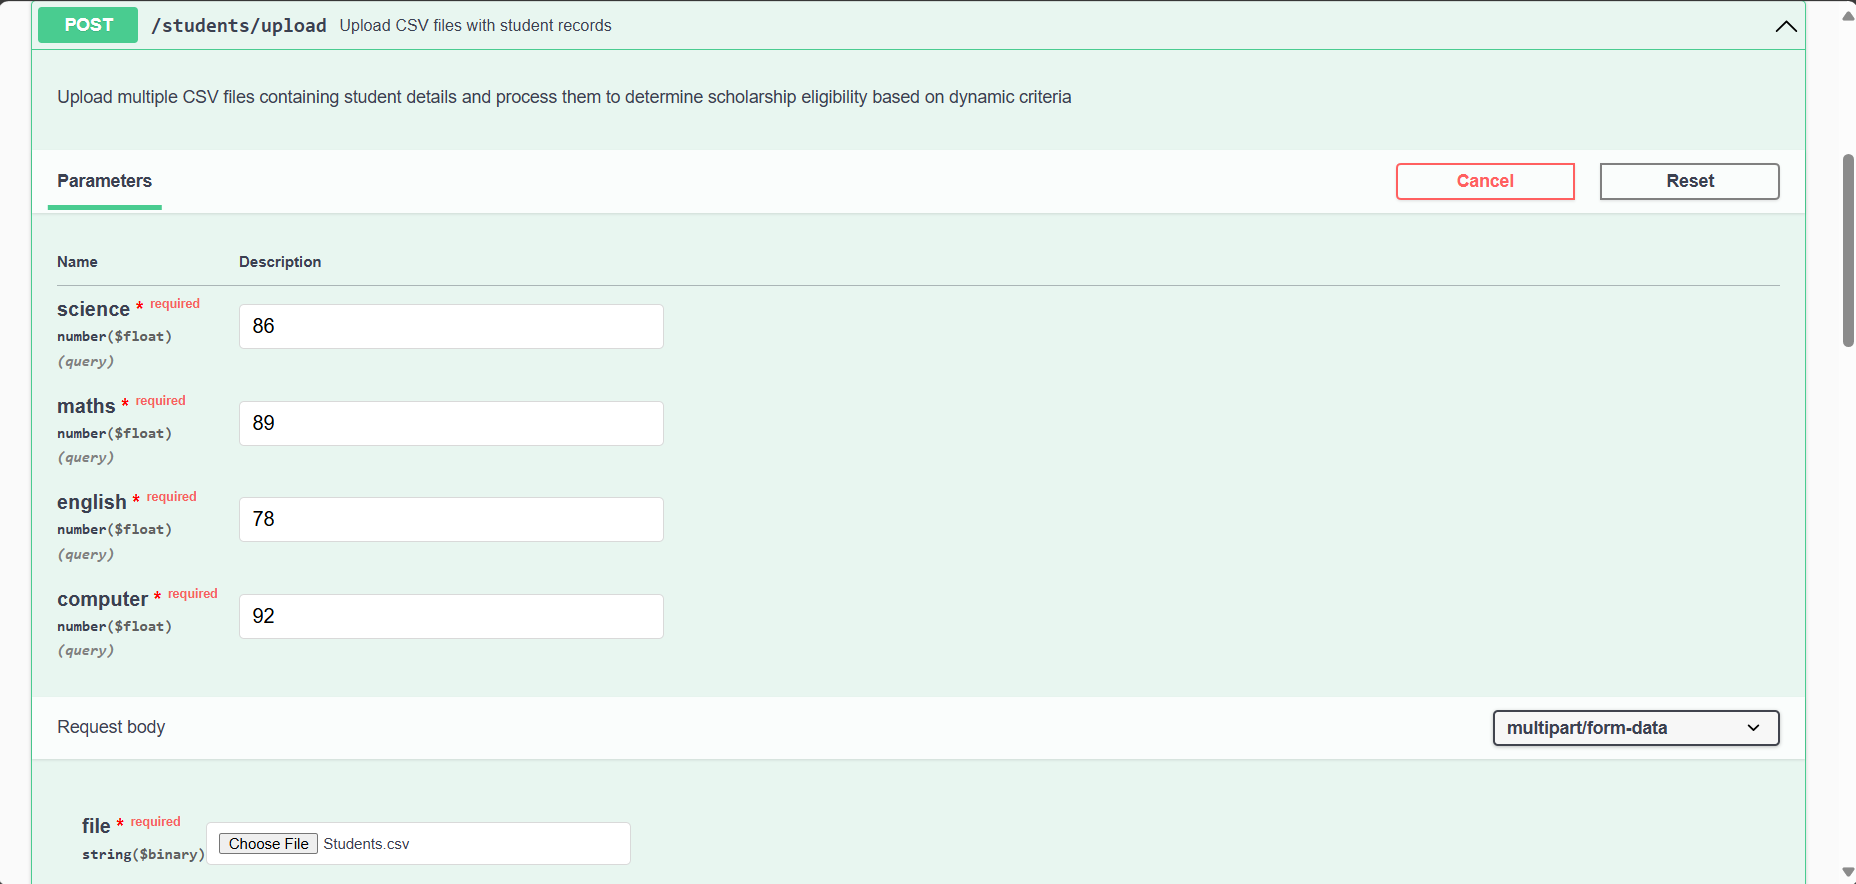 POST /students/upload Upload CSV files with student records
Upload multiple CSV files containing student details and process them to determine scholarship eligibility based on dynamic criteria
Parameters Cancel Reset
Name Description
science * required
number($float)
(query)
86
maths * required
number($float)
(query)
89
english * required
number($float)
(query)
78
computer * required
number($float)
(query)
92
Request body multipart/form-data
file * required
string($binary)
Choose File Students.csv